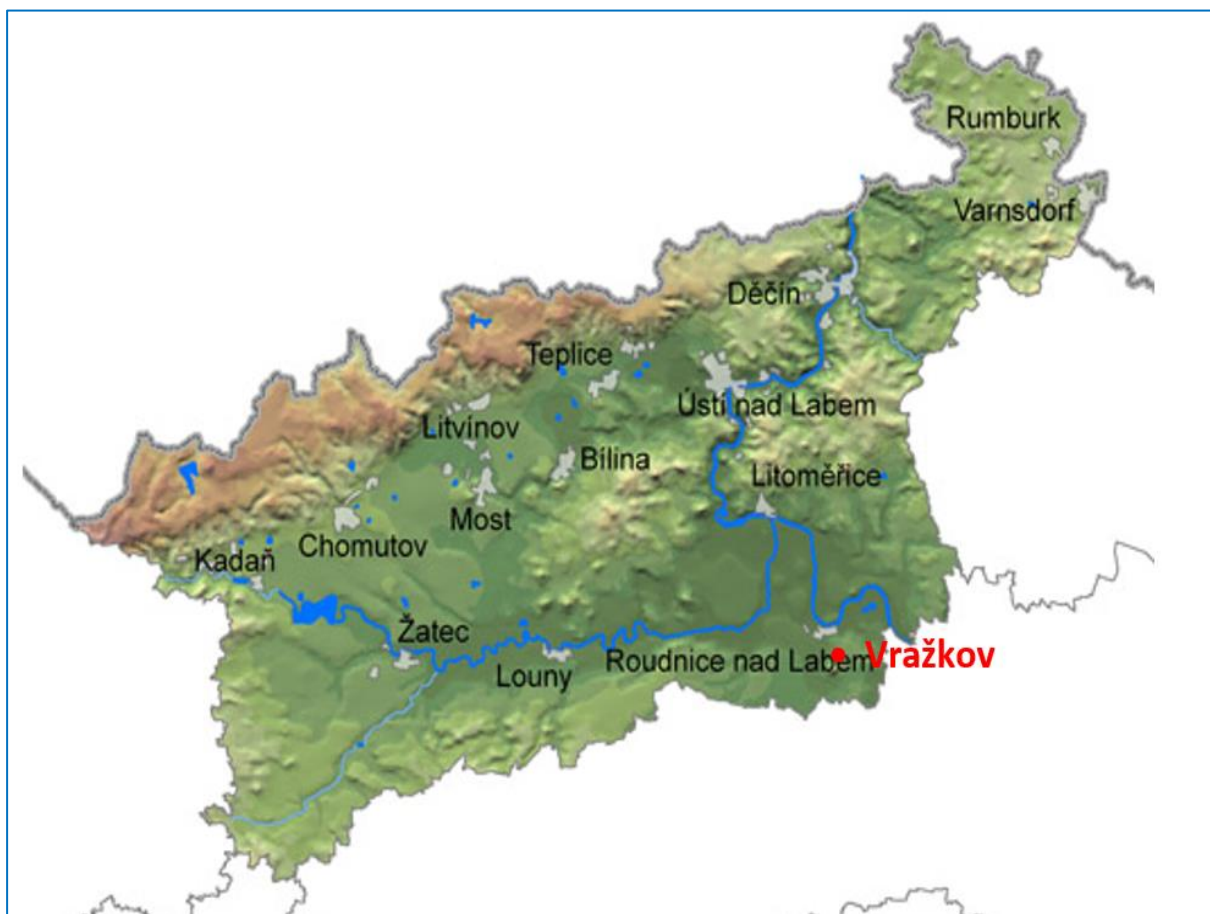 Rumburk
Varnsdorf
Děčín
Teplice
Ústí nad Labem
Litvínov
Bílina
Litoměřice
Most
Chomutov
Kadaň
Žatec
Roudnice nad Labem
Vražkov
Louny